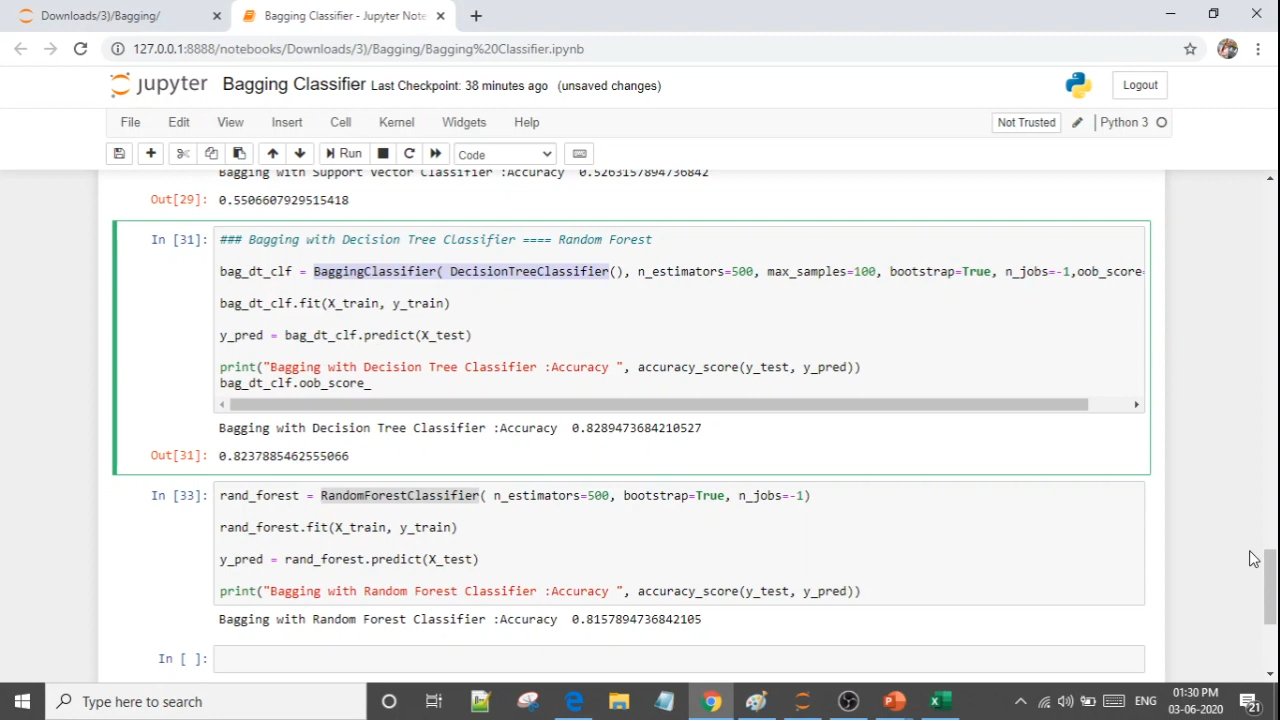 Downloads/3)/Bagging/
Bagging Classifier - Jupyter Note
127.0.0.1:8888/notebooks/Downloads/3)/Bagging/Bagging%20Classifier.ipynb
jupyter Bagging Classifier Last Checkpoint: 38 minutes ago (unsaved changes) Logout
File Edit View Insert Cell Kernel Widgets Help Not Trusted Python 3
Run Code
Bagging with Support Vector Classifier :Accuracy 0.5263157894736842
Out[29]: 0.5506607929515418
In [31]: ### Bagging with Decision Tree Classifier ==== Random Forest
bag_dt_clf = BaggingClassifier( DecisionTreeClassifier(), n_estimators=500, max_samples=100, bootstrap=True, n_jobs=-1,oob_score=
bag_dt_clf.fit(X_train, y_train)
y_pred = bag_dt_clf.predict(X_test)
print("Bagging with Decision Tree Classifier :Accuracy ", accuracy_score(y_test, y_pred))
bag_dt_clf.oob_score_
Bagging with Decision Tree Classifier :Accuracy 0.8289473684210527
Out[31]: 0.8237885462555066
In [33]: rand_forest = RandomForestClassifier( n_estimators=500, bootstrap=True, n_jobs=-1)
rand_forest.fit(X_train, y_train)
y_pred = rand_forest.predict(X_test)
print("Bagging with Random Forest Classifier :Accuracy ", accuracy_score(y_test, y_pred))
Bagging with Random Forest Classifier :Accuracy 0.8157894736842105
In [ ]:
Type here to search
ENG
01:30 PM
03-06-2020
21